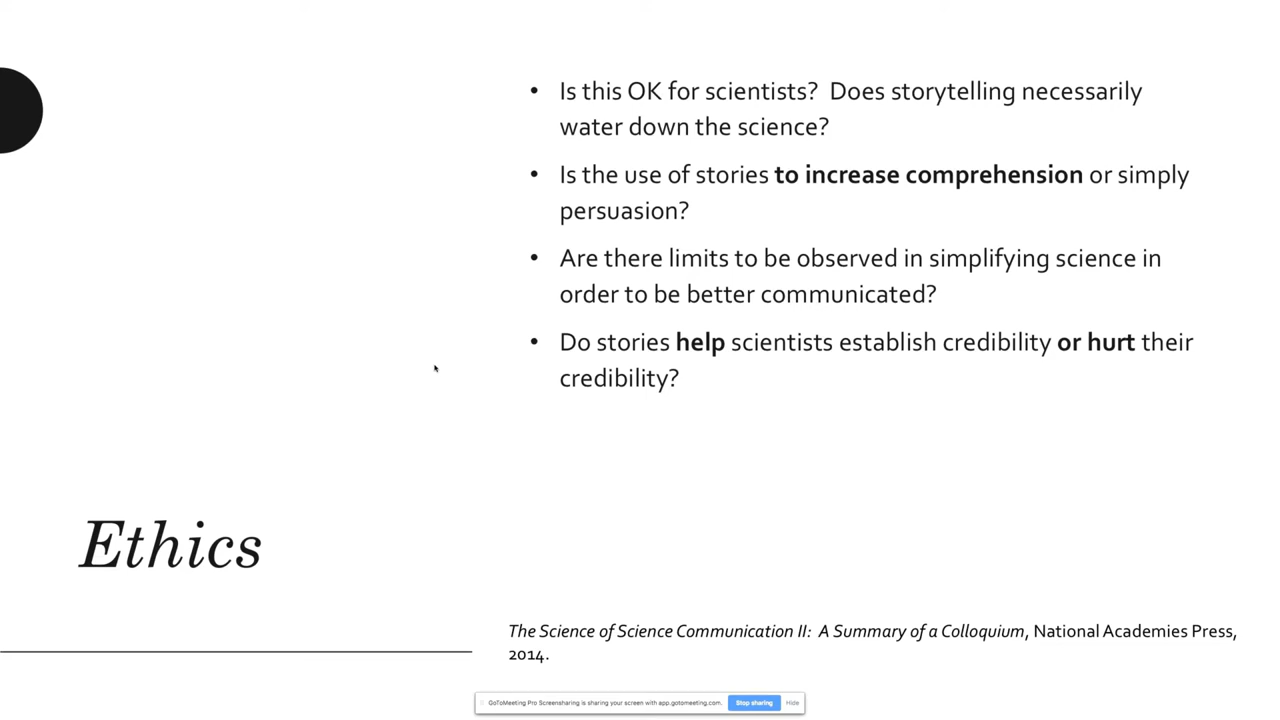 • Is this OK for scientists?  Does storytelling necessarily
water down the science?
• Is the use of stories to increase comprehension or simply
persuasion?
• Are there limits to be observed in simplifying science in
order to be better communicated?
• Do stories help scientists establish credibility or hurt their
credibility?
Ethics
The Science of Science Communication II:  A Summary of a Colloquium, National Academies Press,
2014.
GoToMeeting Pro Screensharing is sharing your screen with app.gotomeeting.com. Stop sharing Hide